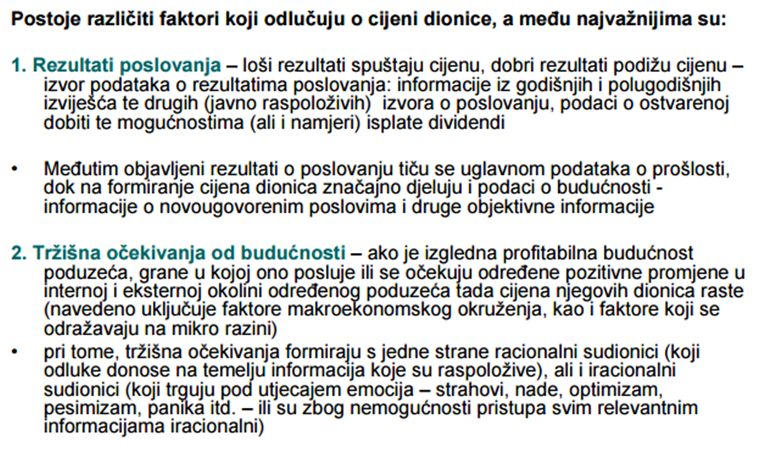 Postoje različiti faktori koji odlučuju o cijeni dionice, a među najvažnijima su:
1. Rezultati poslovanja – loši rezultati spuštaju cijenu, dobri rezultati podižu cijenu –
izvor podataka o rezultatima poslovanja: informacije iz godišnjih i polugodišnjih
izviješća te drugih (javno raspoloživih) izvora o poslovanju, podaci o ostvarenoj
dobiti te mogućnostima (ali i namjeri) isplate dividendi
• Međutim objavljeni rezultati o poslovanju tiču se uglavnom podataka o prošlosti,
dok na formiranje cijena dionica značajno djeluju i podaci o budućnosti -
informacije o novougovorenim poslovima i druge objektivne informacije
2. Tržišna očekivanja od budućnosti – ako je izgledna profitabilna budućnost
poduzeća, grane u kojoj ono posluje ili se očekuju određene pozitivne promjene u
internoj i eksternoj okolini određenog poduzeća tada cijena njegovih dionica raste
(navedeno uključuje faktore makroekonomskog okruženja, kao i faktore koji se
odražavaju na mikro razini)
• pri tome, tržišna očekivanja formiraju s jedne strane racionalni sudionici (koji
odluke donose na temelju informacija koje su raspoložive), ali i iracionalni
sudionici (koji trguju pod utjecajem emocija – strahovi, nade, optimizam,
pesimizam, panika itd. – ili su zbog nemogućnosti pristupa svim relevantnim
informacijama iracionalni)